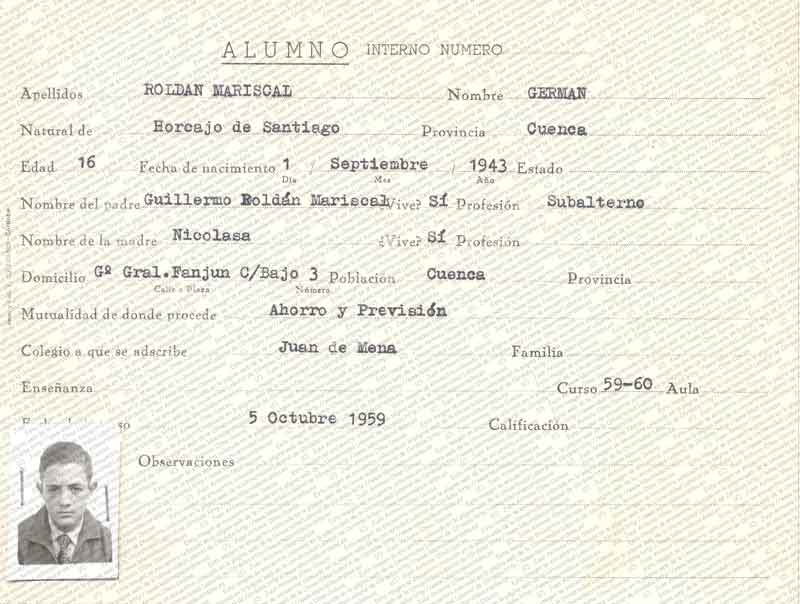 ALUMNO INTERNO NUMERO
Apellidos ROLDAN MARISCAL Nombre GERMAN
Natural de Horcajo de Santiago Provincia Cuenca
Edad 16 Fecha de nacimiento 1 / Septiembre / 1943 Estado
Día Mes Año
Nombre del padre Guillermo Roldán Mariscal ¿Vive? Sí Profesión Subalterno
Nombre de la madre Nicolasa ¿Vive? Sí Profesión
Domicilio Gº Gral.Fanjun C/Bajo 3 Población Cuenca Provincia
Calle o Plaza Número
Mutualidad de donde procede Ahorro y Previsión
Colegio a que se adscribe Juan de Mena Familia
Enseñanza Curso 59-60 Aula
so 5 Octubre 1959 Calificación
Observaciones